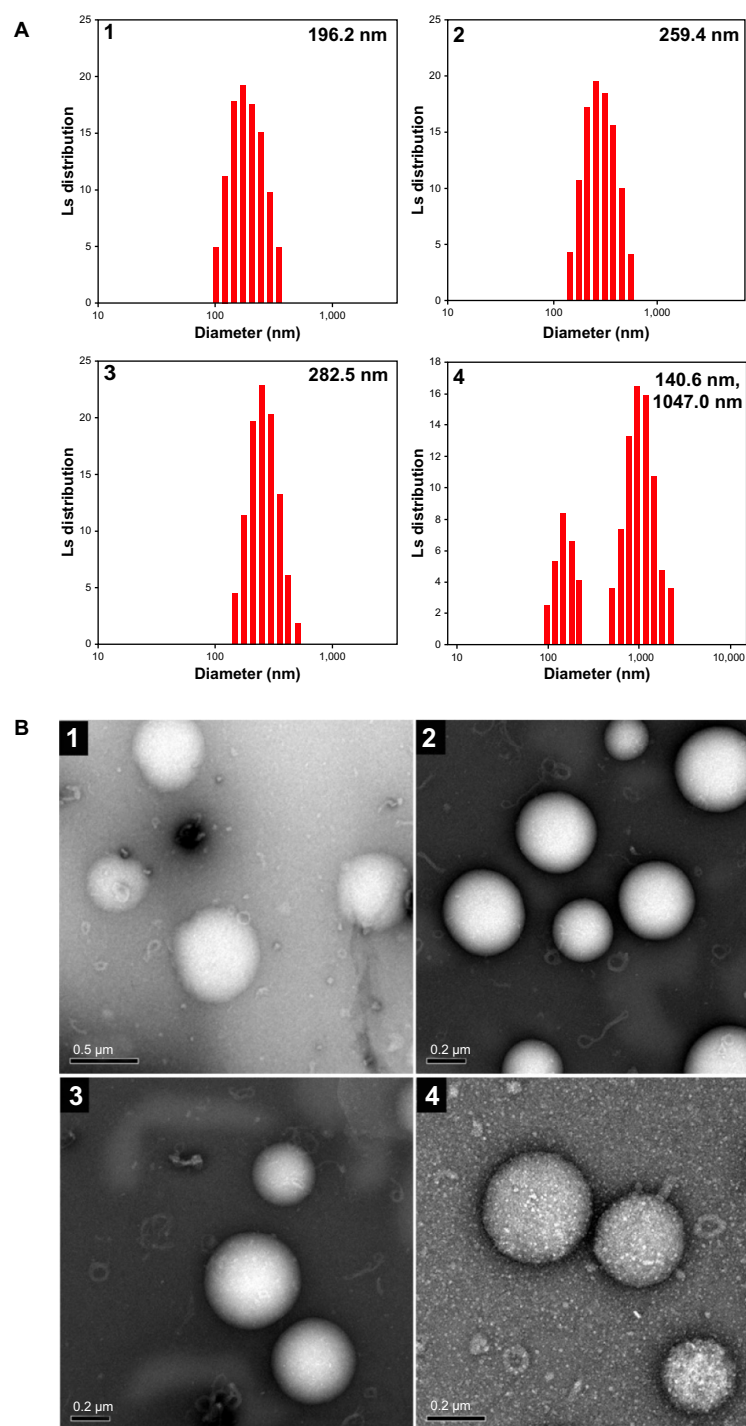 A
1
196.2 nm
25
20
15
10
5
0
Ls distribution
10
100
1,000
Diameter (nm)
2
259.4 nm
25
20
15
10
5
0
Ls distribution
10
100
1,000
Diameter (nm)
3
282.5 nm
25
20
15
10
5
0
Ls distribution
10
100
1,000
Diameter (nm)
4
140.6 nm,
1047.0 nm
18
16
14
12
10
8
6
4
2
0
Ls distribution
10
100
1,000
10,000
Diameter (nm)
B
1
0.5 µm
2
0.2 µm
3
0.2 µm
4
0.2 µm